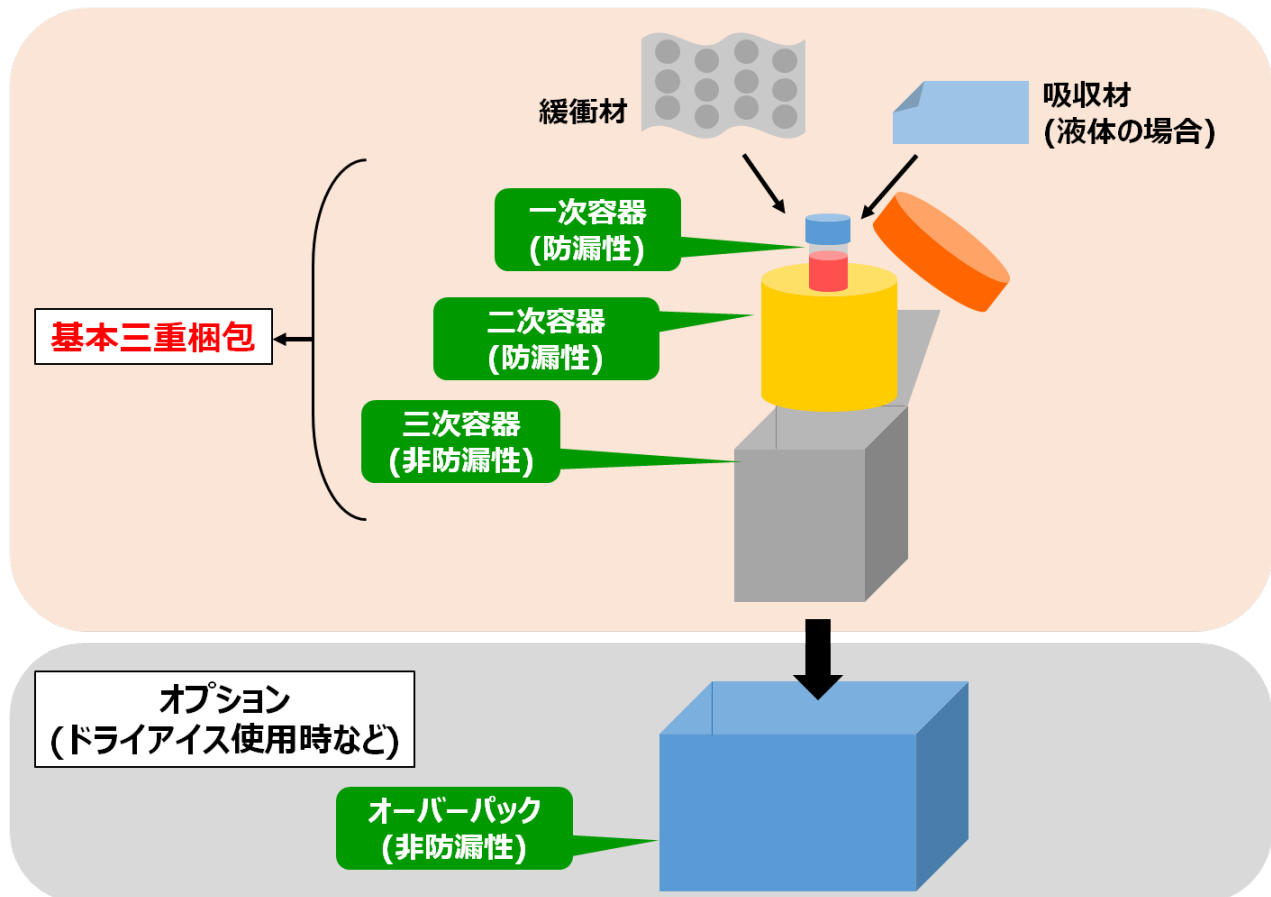 緩衝材
吸収材
(液体の場合)
一次容器
(防漏性)
二次容器
(防漏性)
基本三重梱包
三次容器
(非防漏性)
オプション
(ドライアイス使用時など)
オーバーパック
(非防漏性)